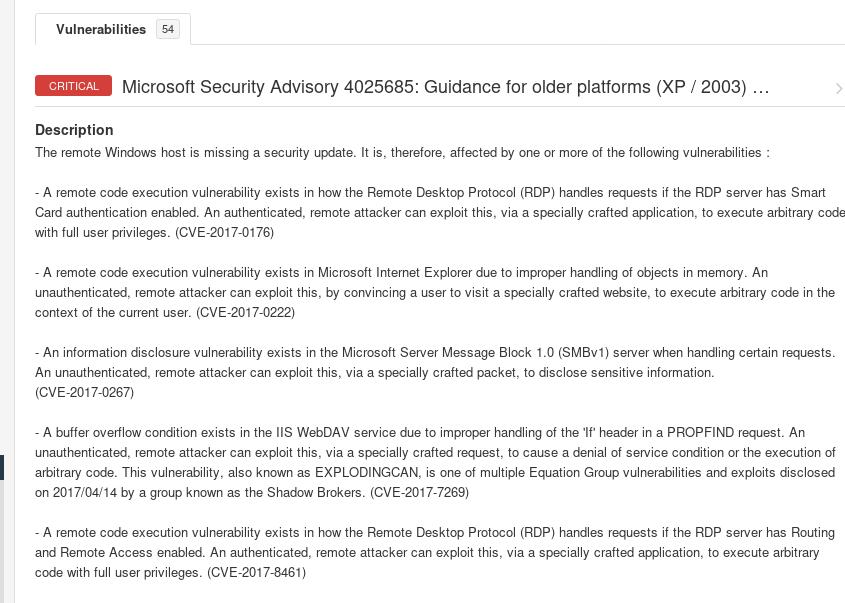 Vulnerabilities 54
CRITICAL Microsoft Security Advisory 4025685: Guidance for older platforms (XP / 2003) …
Description
The remote Windows host is missing a security update. It is, therefore, affected by one or more of the following vulnerabilities :
- A remote code execution vulnerability exists in how the Remote Desktop Protocol (RDP) handles requests if the RDP server has Smart
Card authentication enabled. An authenticated, remote attacker can exploit this, via a specially crafted application, to execute arbitrary code
with full user privileges. (CVE-2017-0176)
- A remote code execution vulnerability exists in Microsoft Internet Explorer due to improper handling of objects in memory. An
unauthenticated, remote attacker can exploit this, by convincing a user to visit a specially crafted website, to execute arbitrary code in the
context of the current user. (CVE-2017-0222)
- An information disclosure vulnerability exists in the Microsoft Server Message Block 1.0 (SMBv1) server when handling certain requests.
An unauthenticated, remote attacker can exploit this, via a specially crafted packet, to disclose sensitive information.
(CVE-2017-0267)
- A buffer overflow condition exists in the IIS WebDAV service due to improper handling of the 'If' header in a PROPFIND request. An
unauthenticated, remote attacker can exploit this, via a specially crafted request, to cause a denial of service condition or the execution of
arbitrary code. This vulnerability, also known as EXPLODINGCAN, is one of multiple Equation Group vulnerabilities and exploits disclosed
on 2017/04/14 by a group known as the Shadow Brokers. (CVE-2017-7269)
- A remote code execution vulnerability exists in how the Remote Desktop Protocol (RDP) handles requests if the RDP server has Routing
and Remote Access enabled. An authenticated, remote attacker can exploit this, via a specially crafted application, to execute arbitrary
code with full user privileges. (CVE-2017-8461)